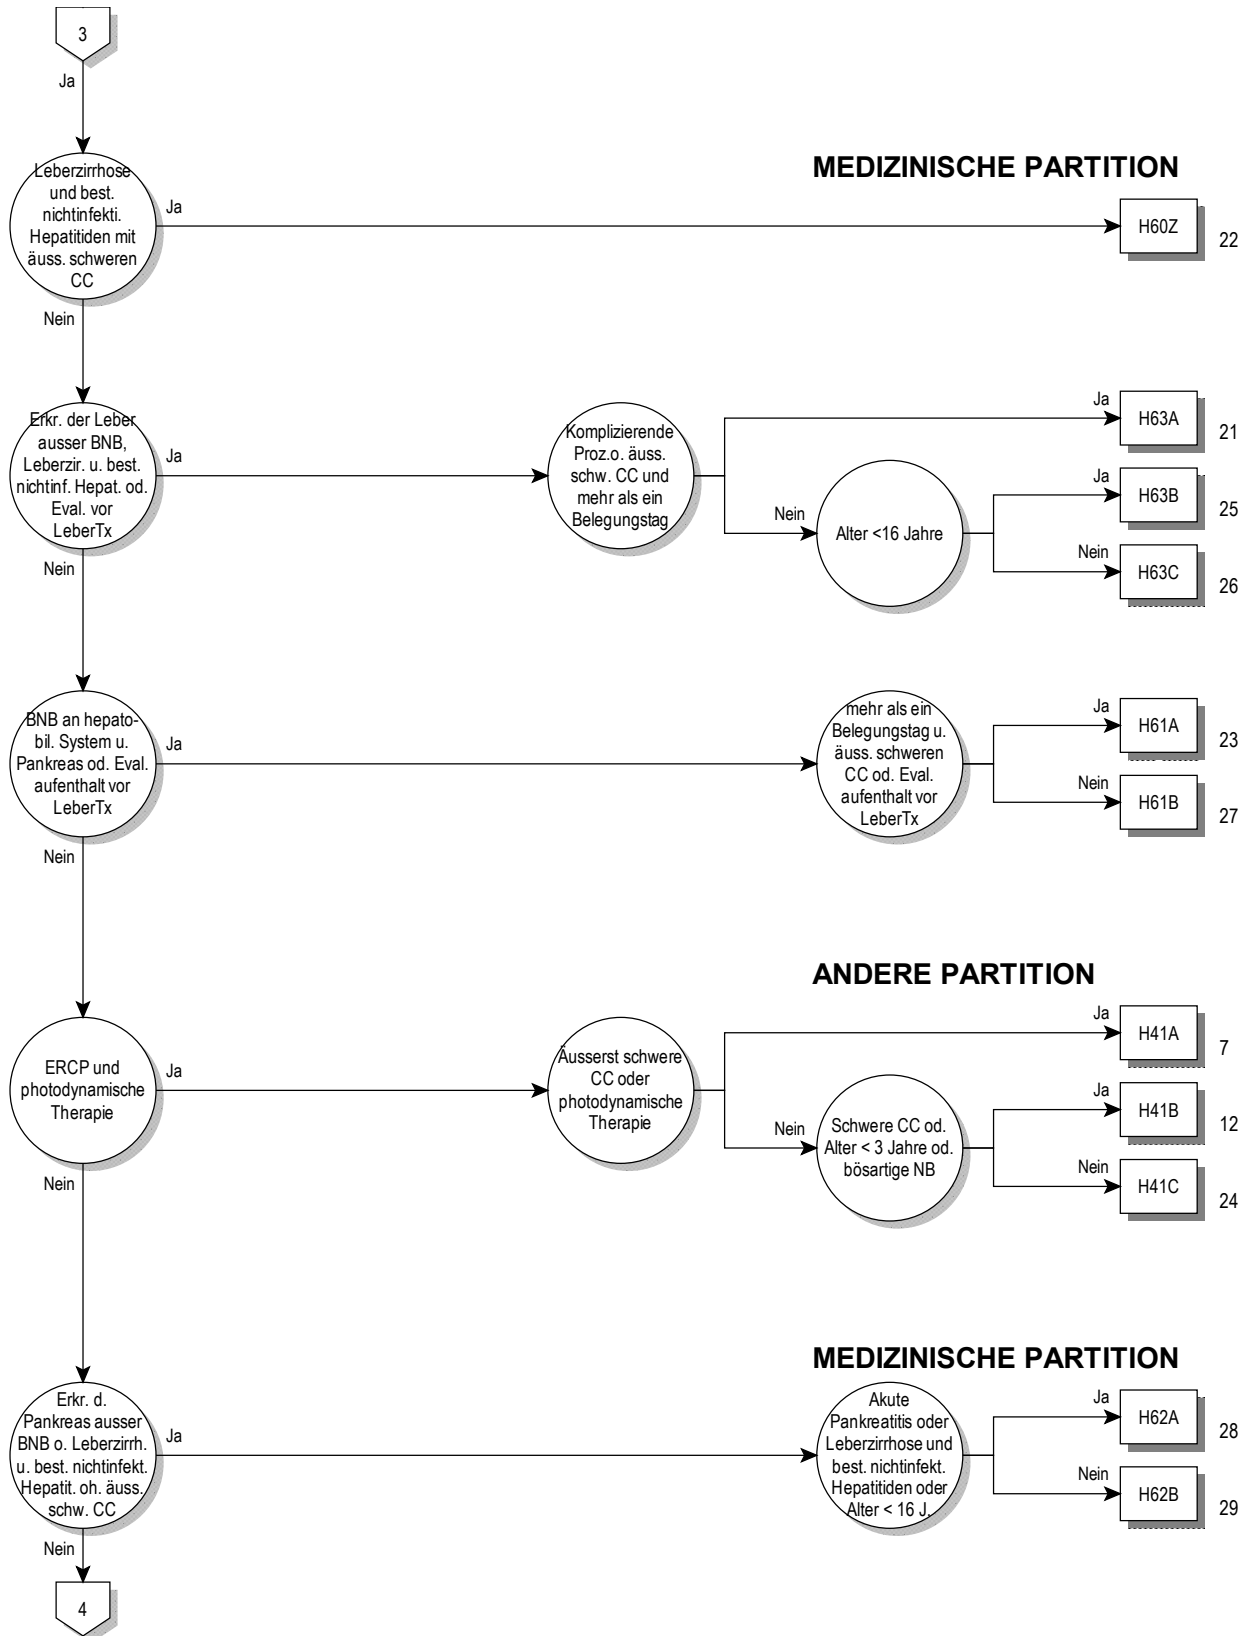 3
Ja
MEDIZINISCHE PARTITION
Leberzirrhose
und best.
nichtinfekti.
Hepatitiden mit
äuss. schweren
CC
Ja
H60Z
22
Nein
Erkr. der Leber
ausser BNB,
Leberzir. u. best.
nichtinf. Hepat. od.
Eval. vor
LeberTx
Ja
Komplizierende
Proz.o. äuss.
schw. CC und
mehr als ein
Belegungstag
Ja
H63A
21
Nein
Alter <16 Jahre
Ja
H63B
25
Nein
H63C
26
Nein
BNB an hepato-
bil. System u.
Pankreas od. Eval.
aufenthalt vor
LeberTx
Ja
mehr als ein
Belegungstag u.
äuss. schweren
CC od. Eval.
aufenthalt vor
LeberTx
Ja
H61A
23
Nein
H61B
27
Nein
ANDERE PARTITION
ERCP und
photodynamische
Therapie
Ja
Äusserst schwere
CC oder
photodynamische
Therapie
Ja
H41A
7
Nein
Schwere CC od.
Alter < 3 Jahre od.
bösartige NB
Ja
H41B
12
Nein
H41C
24
Nein
MEDIZINISCHE PARTITION
Erkr. d.
Pankreas ausser
BNB o. Leberzirrh.
u. best. nichtinfekt.
Hepatit. oh. äuss.
schw. CC
Ja
Akute
Pankreatitis oder
Leberzirrhose und
best. nichtinfekt.
Hepatitiden oder
Alter < 16 J.
Ja
H62A
28
Nein
H62B
29
Nein
4